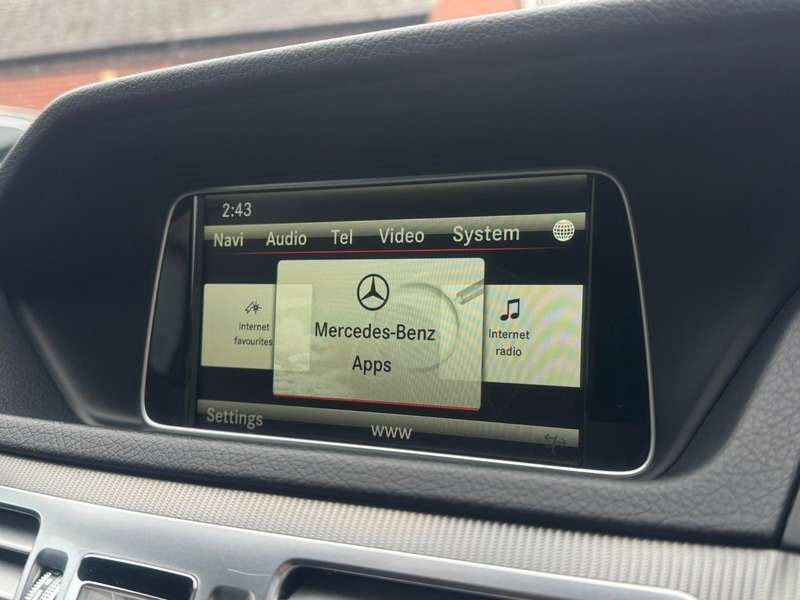 2:43
Navi Audio Tel Video System
Internet
favourites
Mercedes-Benz
Apps
Internet
radio
Settings
www